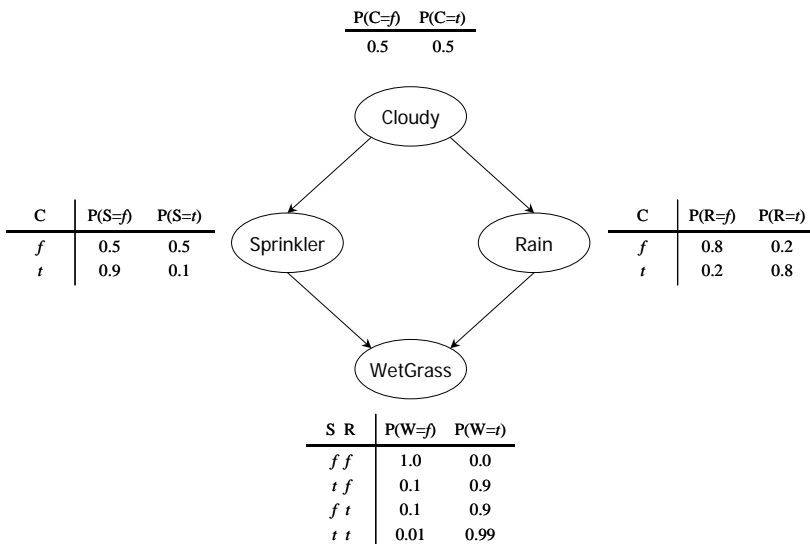 P(C=f) P(C=t)
0.5 0.5
Cloudy
C P(S=f) P(S=t)
f 0.5 0.5
t 0.9 0.1
Sprinkler
Rain
C P(R=f) P(R=t)
f 0.8 0.2
t 0.2 0.8
WetGrass
S R P(W=f) P(W=t)
f f 1.0 0.0
t f 0.1 0.9
f t 0.1 0.9
t t 0.01 0.99